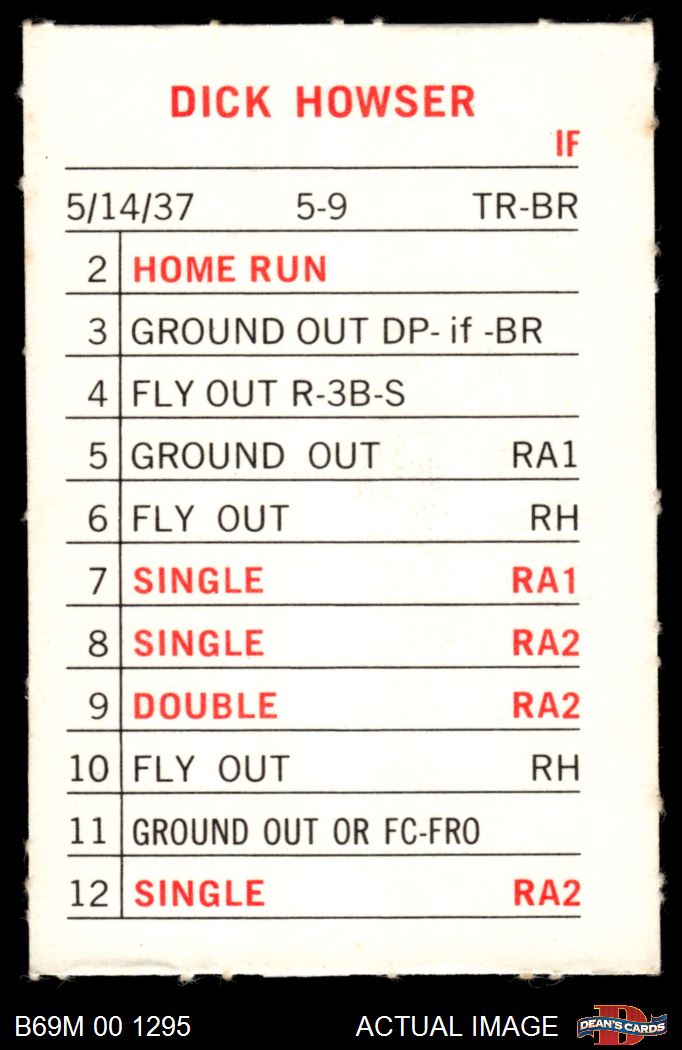 DICK HOWSER
IF
5/14/37 5-9 TR-BR
2 HOME RUN
3 GROUND OUT DP- if -BR
4 FLY OUT R-3B-S
5 GROUND OUT RA1
6 FLY OUT RH
7 SINGLE RA1
8 SINGLE RA2
9 DOUBLE RA2
10 FLY OUT RH
11 GROUND OUT OR FC-FRO
12 SINGLE RA2
B69M 00 1295 ACTUAL IMAGE D DEAN'S CARDS